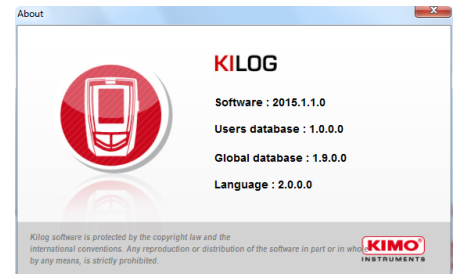 About
KILOG
Software : 2015.1.1.0
Users database : 1.0.0.0
Global database : 1.9.0.0
Language : 2.0.0.0
Kilog software is protected by the copyright law and the
international conventions. Any reproduction or distribution of the software in part or in whole
by any means, is strictly prohibited.
KIMO®
INSTRUMENTS